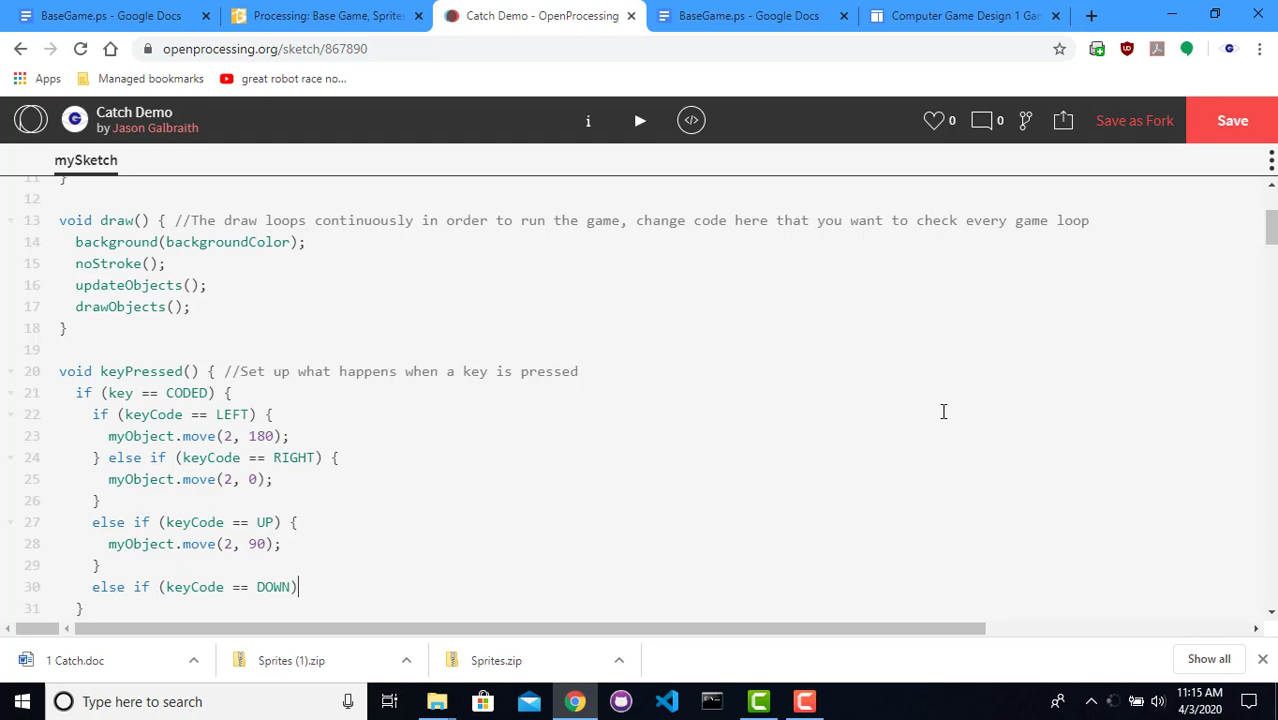 BaseGame.ps - Google Docs
Processing: Base Game, Sprites
Catch Demo - OpenProcessing
BaseGame.ps - Google Docs
Computer Game Design 1 Gam
openprocessing.org/sketch/867890
Apps
Managed bookmarks
great robot race no...
Catch Demo
by Jason Galbraith
i
</>
0
0
Save as Fork
Save
mySketch
11 }
12
13 void draw() { //The draw loops continuously in order to run the game, change code here that you want to check every game loop
14 background(backgroundColor);
15 noStroke();
16 updateObjects();
17 drawObjects();
18 }
19
20 void keyPressed() { //Set up what happens when a key is pressed
21 if (key == CODED) {
22 if (keyCode == LEFT) {
23 myObject.move(2, 180);
24 } else if (keyCode == RIGHT) {
25 myObject.move(2, 0);
26 }
27 else if (keyCode == UP) {
28 myObject.move(2, 90);
29 }
30 else if (keyCode == DOWN)
31 }
1 Catch.doc
Sprites (1).zip
Sprites.zip
Show all
Type here to search
11:15 AM
4/3/2020